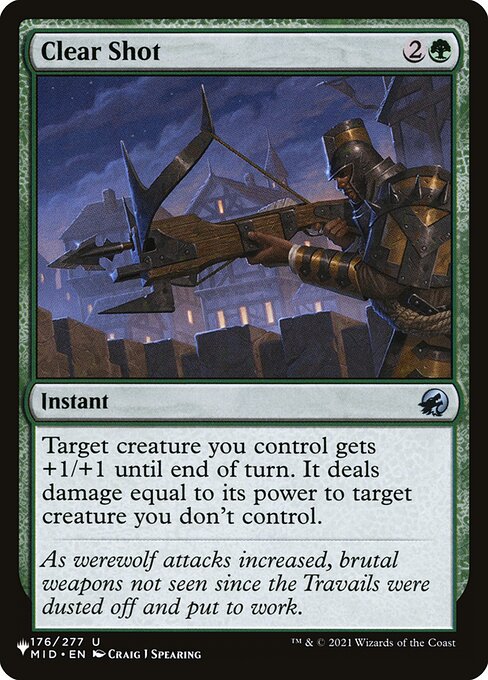 Clear Shot 2
Instant
Target creature you control gets
+1/+1 until end of turn. It deals
damage equal to its power to target
creature you don't control.
As werewolf attacks increased, brutal
weapons not seen since the Travails were
dusted off and put to work.
176/277 U
MID • EN Craig J Spearing
™ & © 2021 Wizards of the Coast